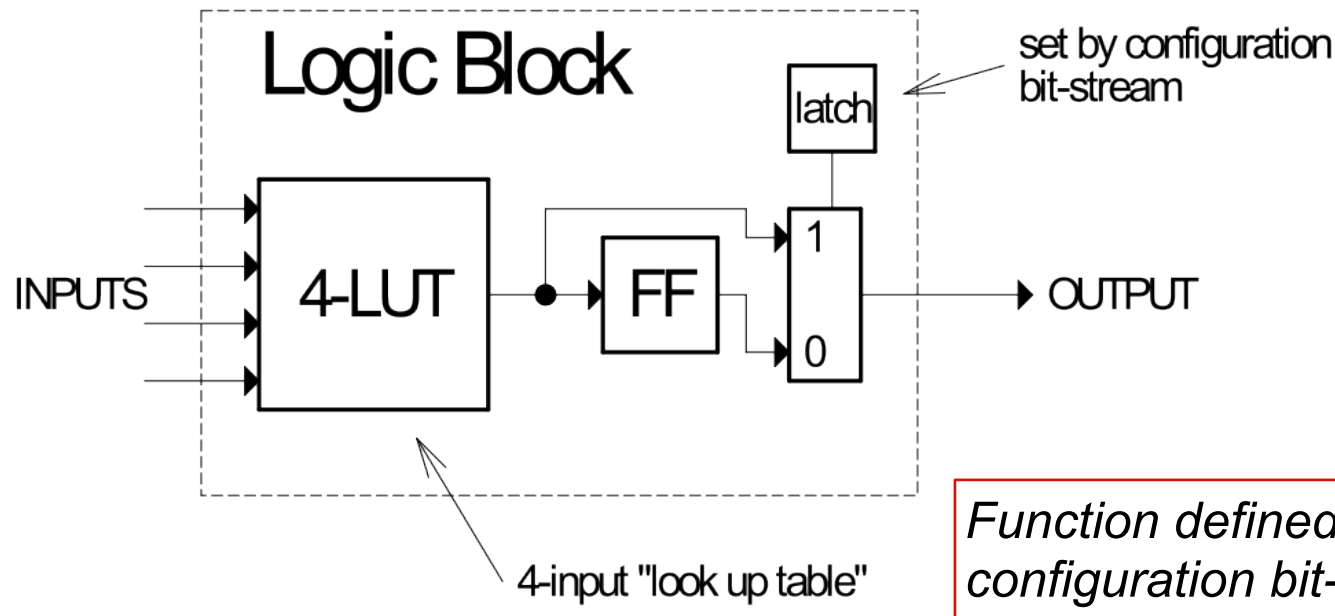 Logic Block
set by configuration
bit-stream
latch
INPUTS
4-LUT
FF
1
0
OUTPUT
4-input "look up table"
Function defined
configuration bit-